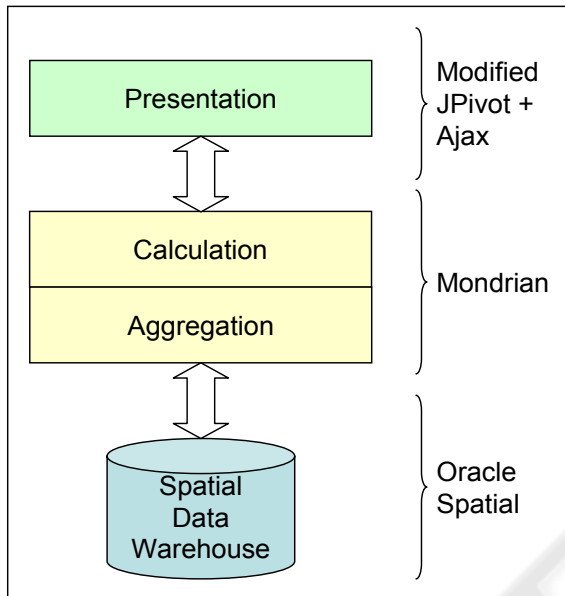 Presentation
Modified
JPivot +
Ajax
Calculation
Aggregation
Mondrian
Spatial
Data
Warehouse
Oracle
Spatial